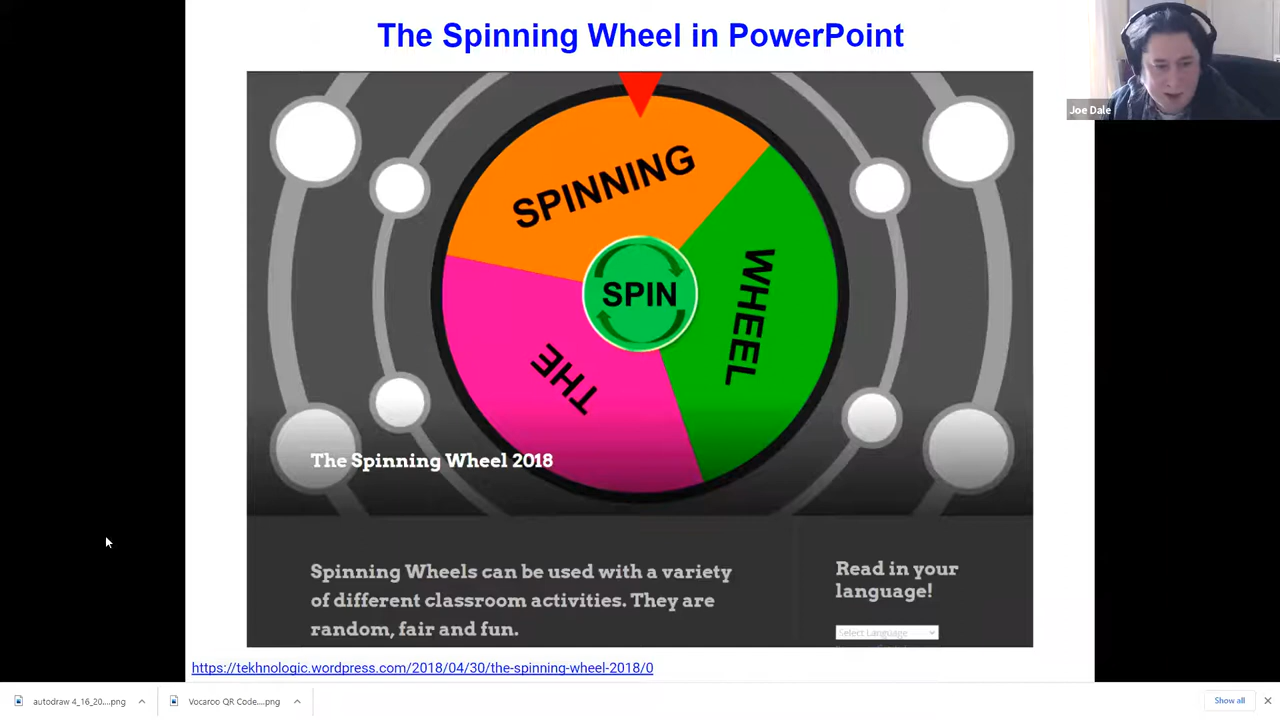 The Spinning Wheel in PowerPoint
Joe Dale
SPINNING
WHEEL
SPIN
THE
The Spinning Wheel 2018
Spinning Wheels can be used with a variety
of different classroom activities. They are
random, fair and fun.
Read in your
language!
Select Language
https://tekhnologic.wordpress.com/2018/04/30/the-spinning-wheel-2018/0
autodraw 4_16_20....png
Vocaroo QR Code....png
Show all